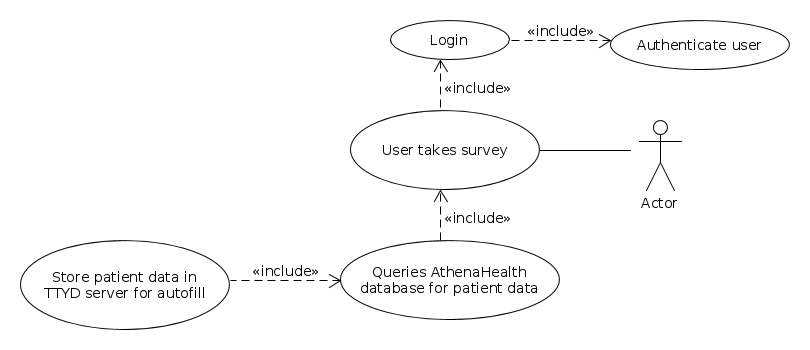 Login
«include»
Authenticate user
«include»
User takes survey
Actor
«include»
Store patient data in
TTYD server for autofill
«include»
Queries AthenaHealth
database for patient data